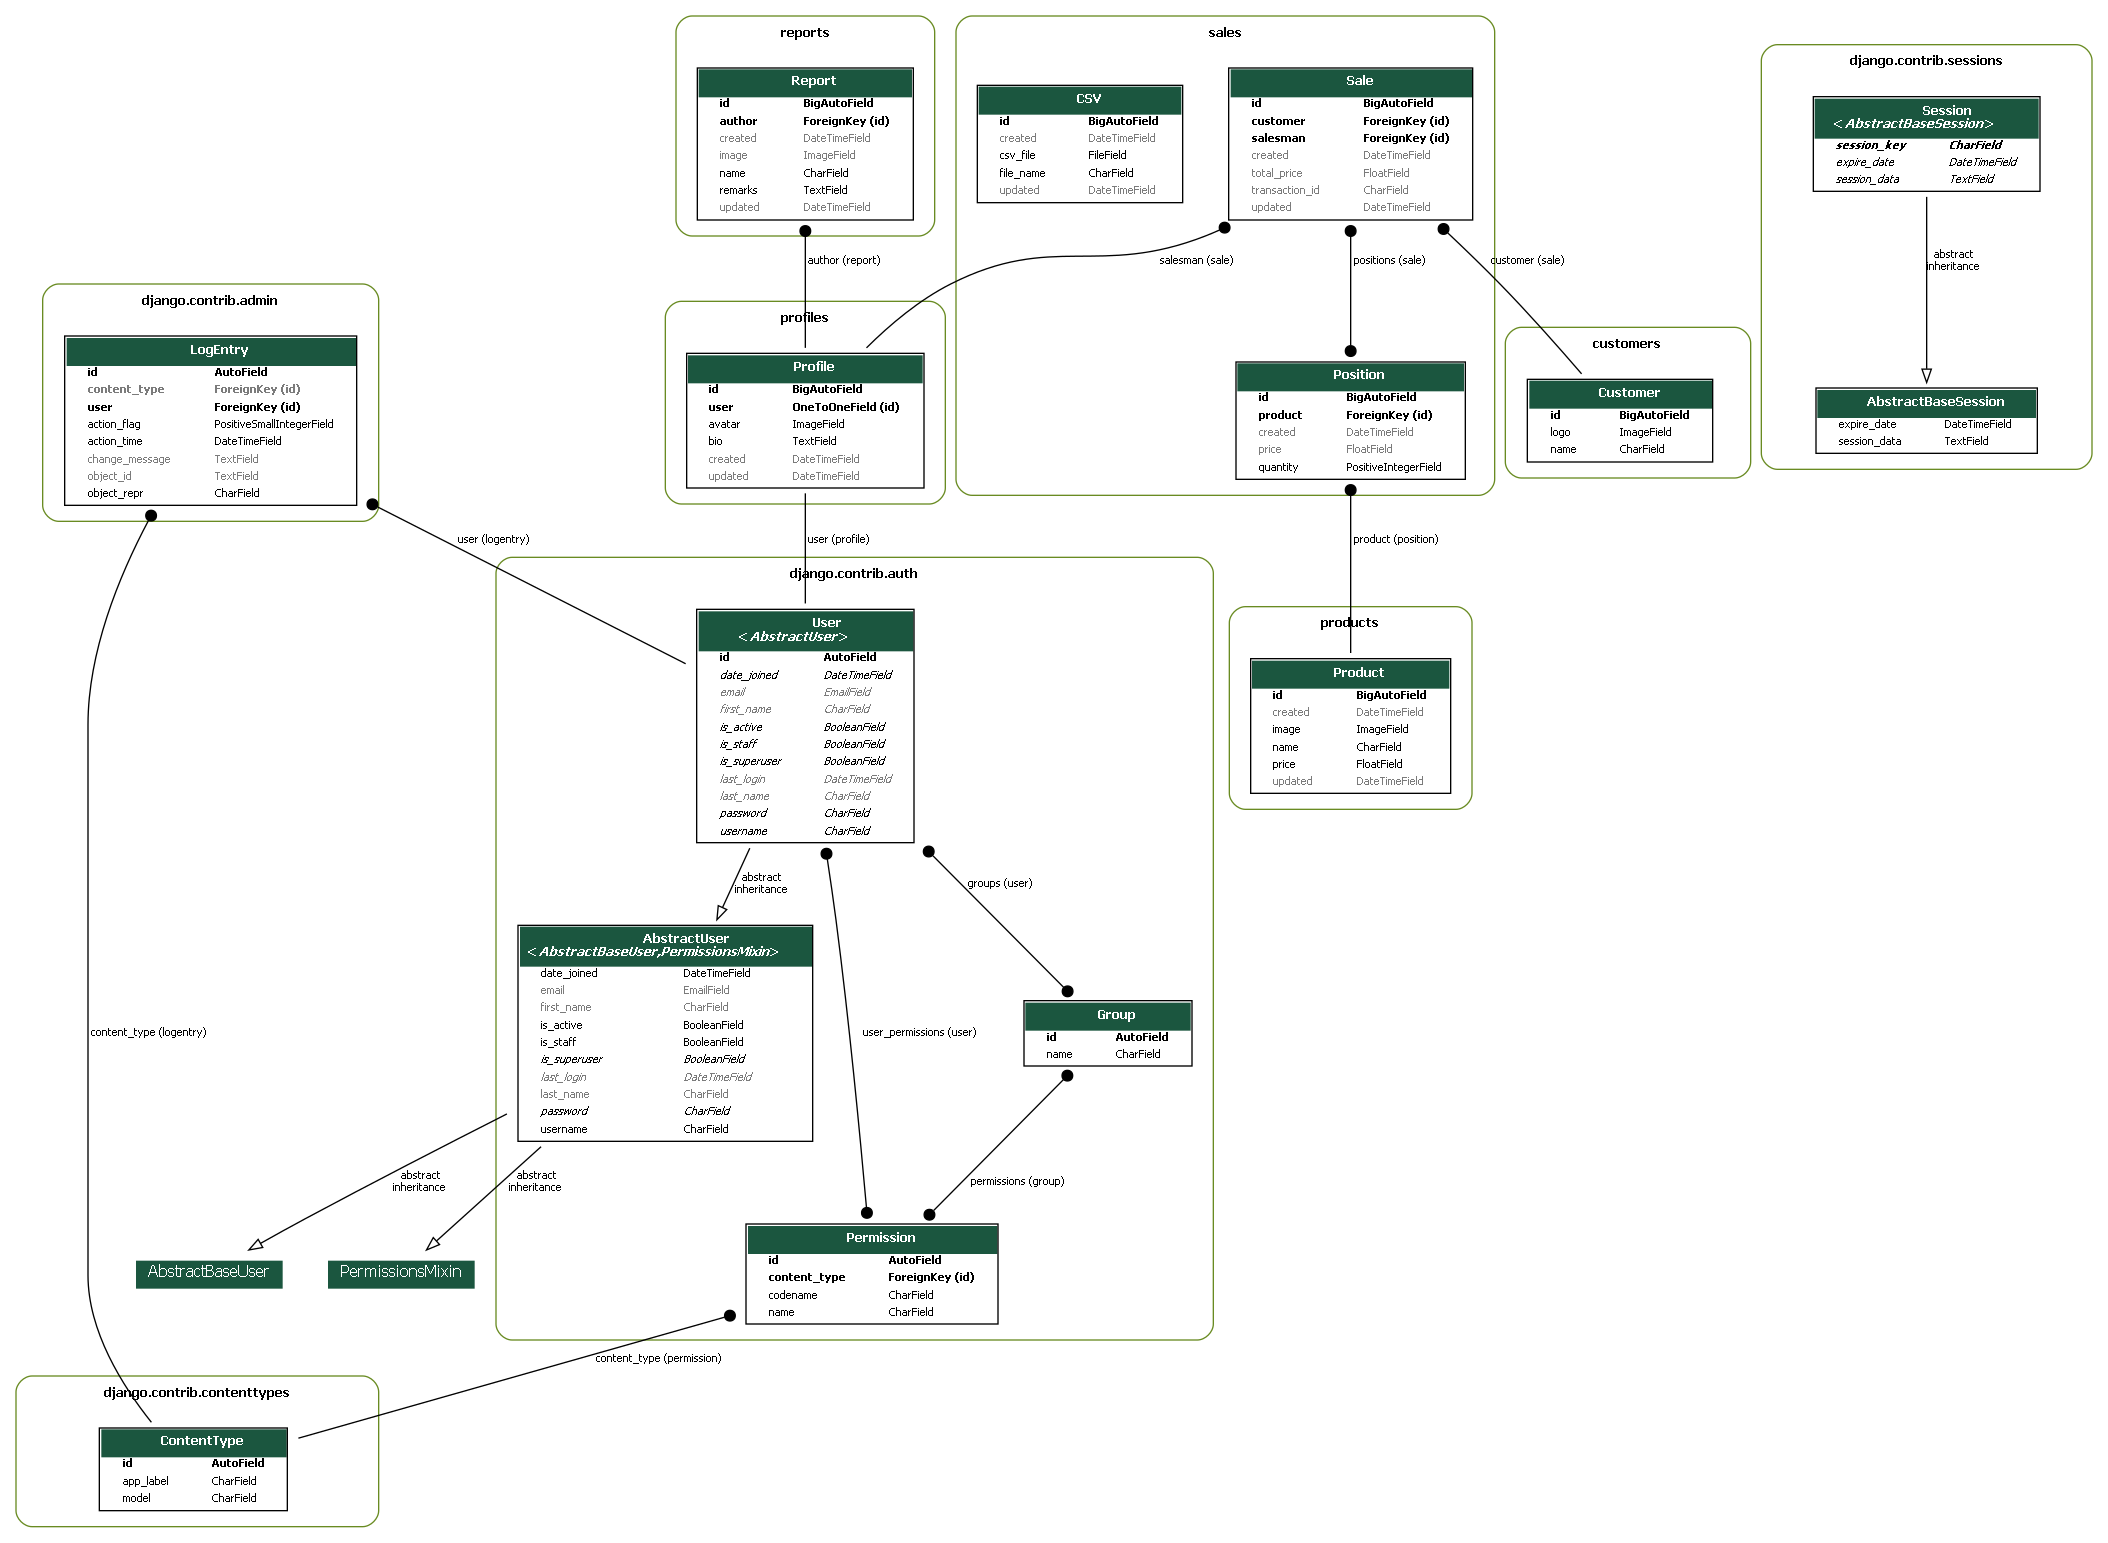 reports
Report
id BigAutoField
author ForeignKey (id)
created DateTimeField
image ImageField
name CharField
remarks TextField
updated DateTimeField
author (report)
sales
CSV
id BigAutoField
created DateTimeField
csv_file FileField
file_name CharField
updated DateTimeField
Sale
id BigAutoField
customer ForeignKey (id)
salesman ForeignKey (id)
created DateTimeField
total_price FloatField
transaction_id CharField
updated DateTimeField
salesman (sale)
positions (sale)
customer (sale)
django.contrib.sessions
Session
<AbstractBaseSession>
session_key CharField
expire_date DateTimeField
session_data TextField
abstract
inheritance
AbstractBaseSession
expire_date DateTimeField
session_data TextField
django.contrib.admin
LogEntry
id AutoField
content_type ForeignKey (id)
user ForeignKey (id)
action_flag PositiveSmallIntegerField
action_time DateTimeField
change_message TextField
object_id TextField
object_repr CharField
profiles
Profile
id BigAutoField
user OneToOneField (id)
avatar ImageField
bio TextField
created DateTimeField
updated DateTimeField
Position
id BigAutoField
product ForeignKey (id)
created DateTimeField
price FloatField
quantity PositiveIntegerField
customers
Customer
id BigAutoField
logo ImageField
name CharField
user (logentry)
user (profile)
product (position)
django.contrib.auth
User
<AbstractUser>
id AutoField
date_joined DateTimeField
email EmailField
first_name CharField
is_active BooleanField
is_staff BooleanField
is_superuser BooleanField
last_login DateTimeField
last_name CharField
password CharField
username CharField
products
Product
id BigAutoField
created DateTimeField
image ImageField
name CharField
price FloatField
updated DateTimeField
abstract
inheritance
groups (user)
AbstractUser
<AbstractBaseUser,PermissionsMixin>
date_joined DateTimeField
email EmailField
first_name CharField
is_active BooleanField
is_staff BooleanField
is_superuser BooleanField
last_login DateTimeField
last_name CharField
password CharField
username CharField
content_type (logentry)
user_permissions (user)
Group
id AutoField
name CharField
abstract
inheritance
abstract
inheritance
permissions (group)
AbstractBaseUser
PermissionsMixin
Permission
id AutoField
content_type ForeignKey (id)
codename CharField
name CharField
content_type (permission)
django.contrib.contenttypes
ContentType
id AutoField
app_label CharField
model CharField